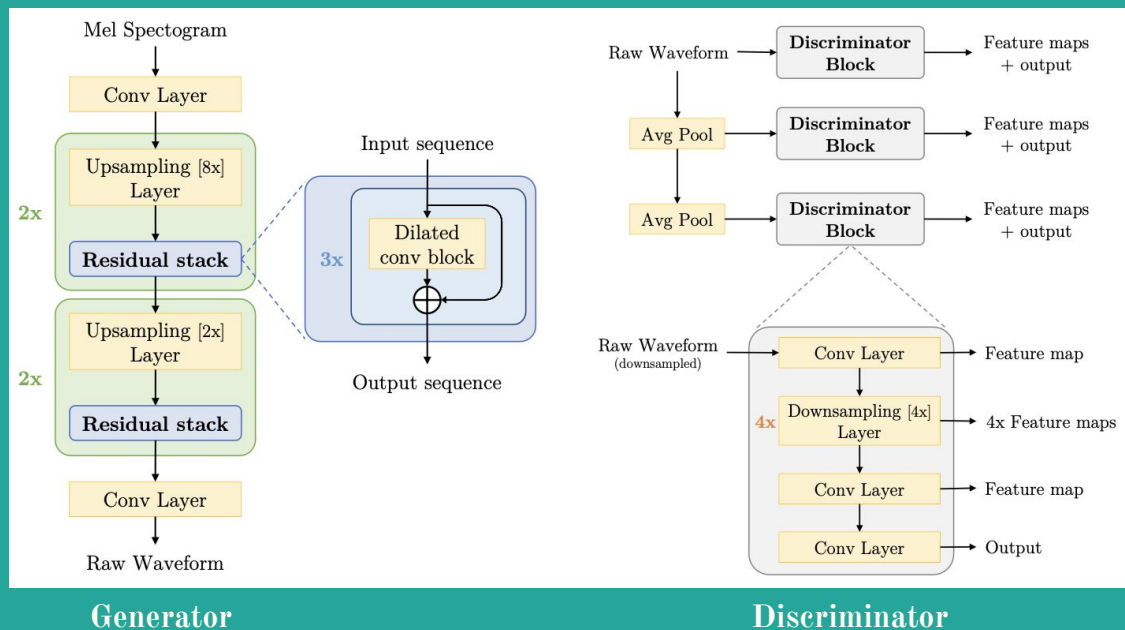 Mel Spectogram
Conv Layer
2x
Upsampling [8x]
Layer
Residual stack
2x
Upsampling [2x]
Layer
Residual stack
Conv Layer
Raw Waveform
Input sequence
3x
Dilated
conv block
Output sequence
Raw Waveform
Discriminator
Block
Feature maps
+ output
Avg Pool
Discriminator
Block
Feature maps
+ output
Avg Pool
Discriminator
Block
Feature maps
+ output
Raw Waveform
(downsampled)
Conv Layer
Feature map
4x
Downsampling [4x]
Layer
4x Feature maps
Conv Layer
Feature map
Conv Layer
Output
Generator
Discriminator